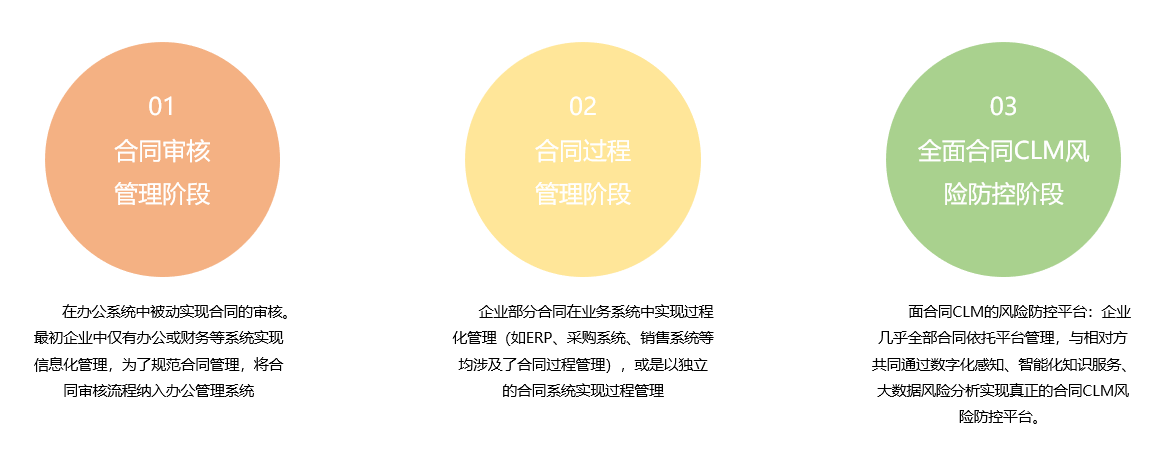 01
合同审核
管理阶段
在办公系统中被动实现合同的审核。
最初企业中仅有办公或财务等系统实现
信息化管理，为了规范合同管理，将合
同审核流程纳入办公管理系统
02
合同过程
管理阶段
企业部分合同在业务系统中实现过程
化管理（如ERP、采购系统、销售系统等
均涉及了合同过程管理），或是以独立
的合同系统实现过程管理
03
全面合同CLM风
险防控阶段
面合同CLM的风险防控平台：企业
几乎全部合同依托平台管理，与相对方
共同通过数字化感知、智能化知识服务、
大数据风险分析实现真正的合同CLM风
险防控平台。